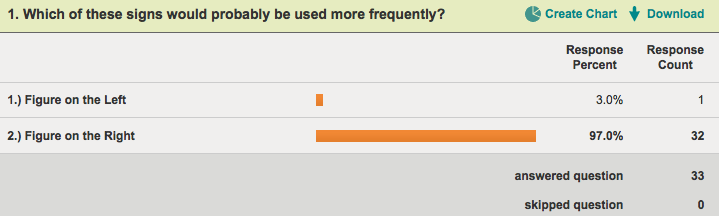 1. Which of these signs would probably be used more frequently? Create Chart Download
Response Percent Response Count
1.) Figure on the Left 3.0% 1
2.) Figure on the Right 97.0% 32
answered question 33
skipped question 0